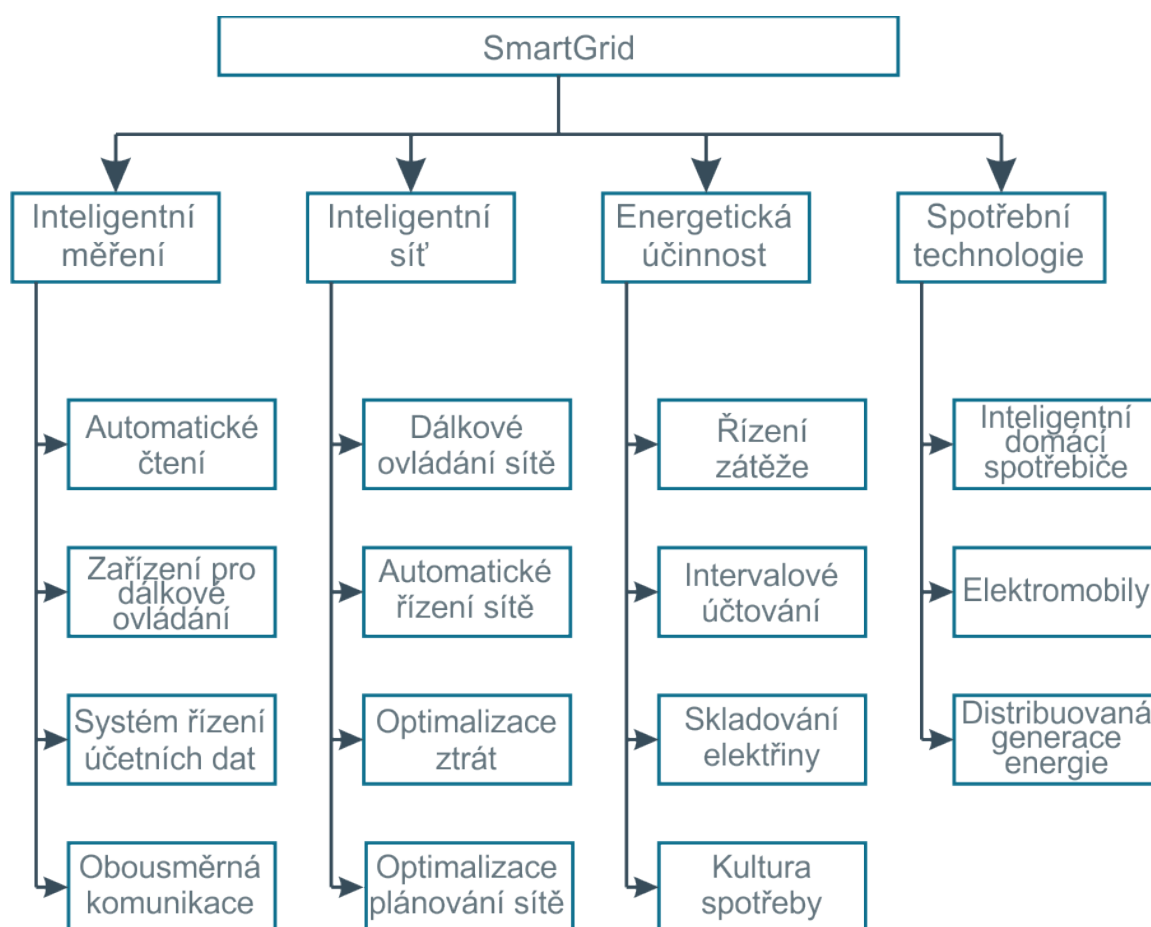 SmartGrid
Inteligentní
měření
Inteligentní
síť
Energetická
účinnost
Spotřební
technologie
Automatické
čtení
Zařízení pro
dálkové
ovládání
Systém řízení
účetních dat
Obousměrná
komunikace
Dálkové
ovládání sítě
Automatické
řízení sítě
Optimalizace
ztrát
Optimalizace
plánování sítě
Řízení
zátěže
Intervalové
účtování
Skladování
elektřiny
Kultura
spotřeby
Inteligentní
domácí
spotřebiče
Elektromobily
Distribuovaná
generace
energie